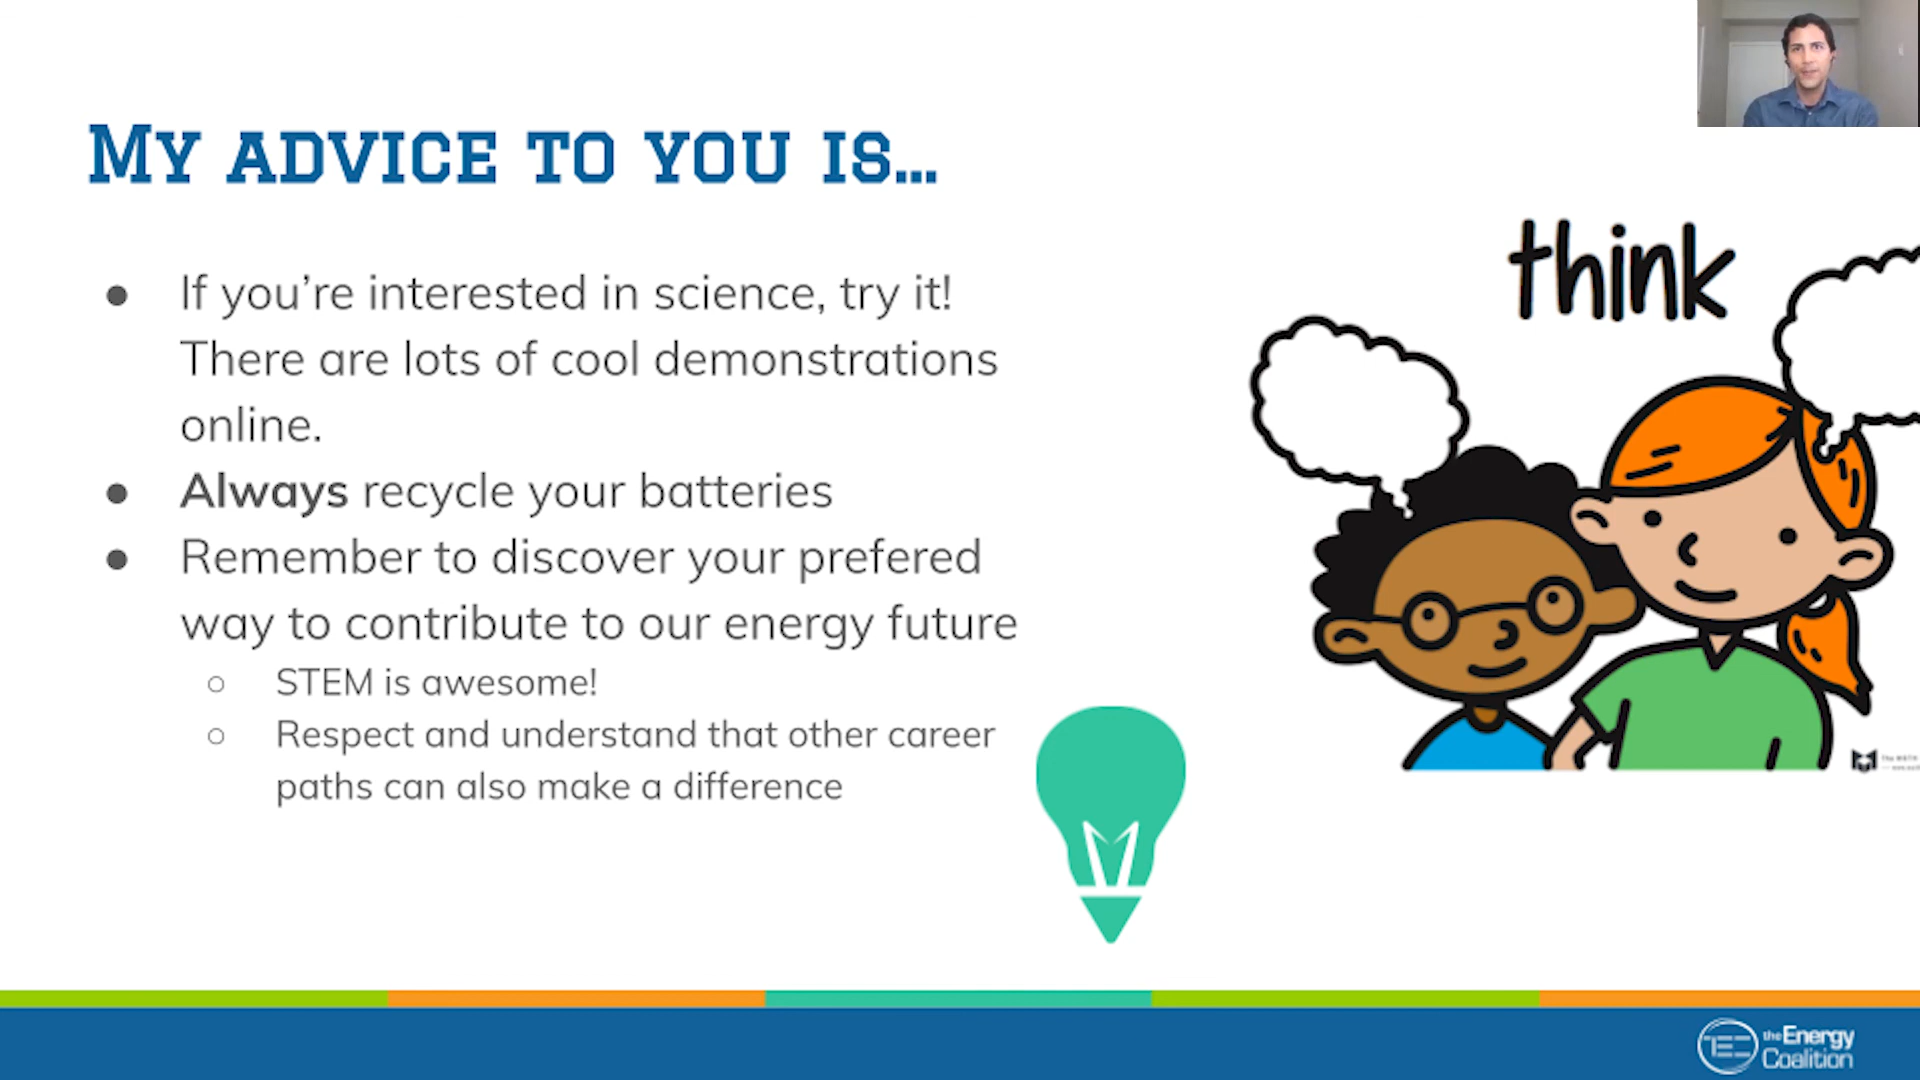 My advice to you is...
think
● If you're interested in science, try it!
There are lots of cool demonstrations
online.
● Always recycle your batteries
● Remember to discover your prefered
way to contribute to our energy future
○ STEM is awesome!
○ Respect and understand that other career
paths can also make a difference
TEC the Energy
Coalition